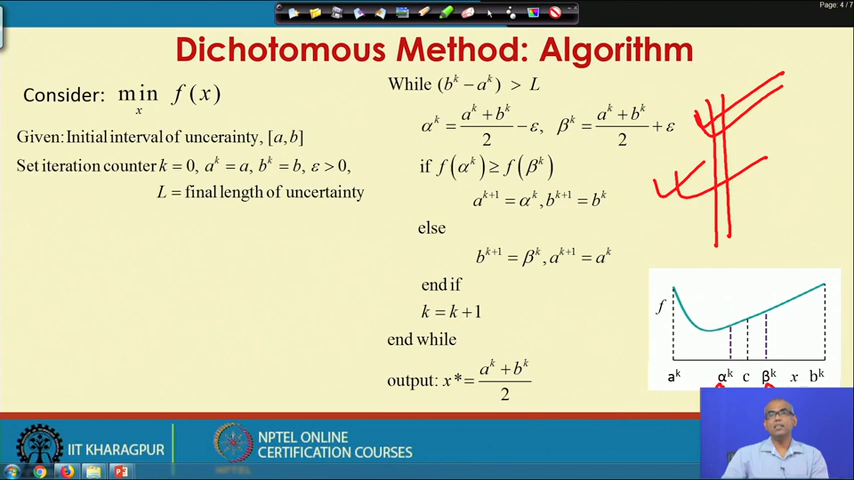 Page: 4 / 7
Dichotomous Method: Algorithm
Consider: min f(x)
x
Given: Initial interval of uncerainty, [a,b]
Set iteration counter k = 0, a^k = a, b^k = b, ε > 0,
L = final length of uncertainty
While (b^k − a^k) > L
α^k = (a^k + b^k)/2 − ε, β^k = (a^k + b^k)/2 + ε
if f(α^k) ≥ f(β^k)
a^{k+1} = α^k, b^{k+1} = b^k
else
b^{k+1} = β^k, a^{k+1} = a^k
end if
k = k + 1
end while
output: x* = (a^k + b^k)/2
f
a^k α^k c β^k x b^k
IIT KHARAGPUR
NPTEL ONLINE
CERTIFICATION COURSES